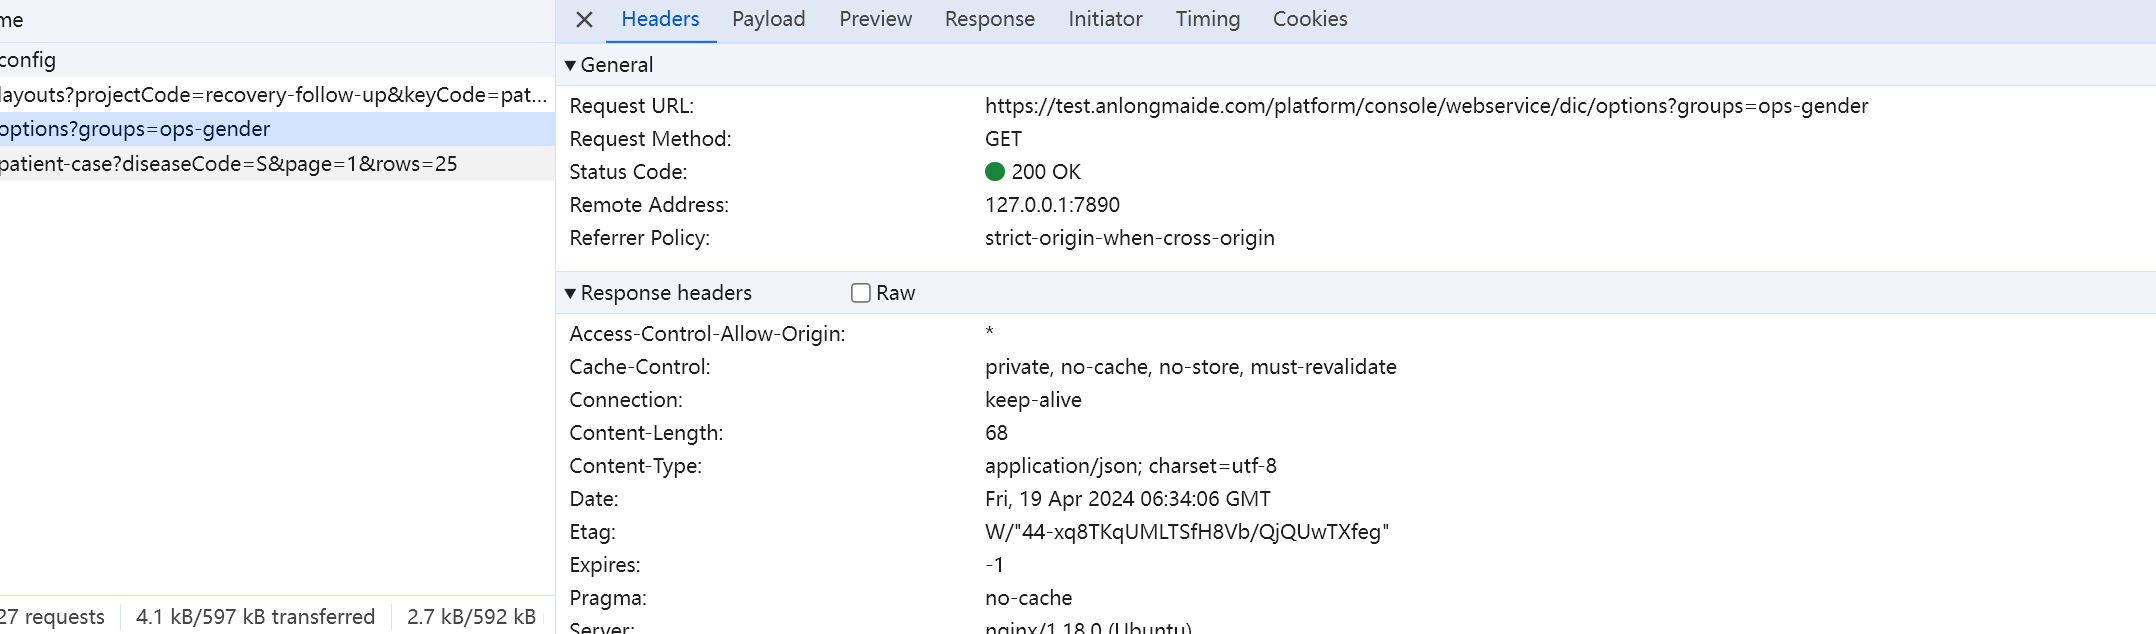 me
config
layouts?projectCode=recovery-follow-up&keyCode=pat...
options?groups=ops-gender
patient-case?diseaseCode=S&page=1&rows=25
27 requests 4.1 kB/597 kB transferred 2.7 kB/592 kB
Headers Payload Preview Response Initiator Timing Cookies
General
Request URL: https://test.anlongmaide.com/platform/console/webservice/dic/options?groups=ops-gender
Request Method: GET
Status Code: 200 OK
Remote Address: 127.0.0.1:7890
Referrer Policy: strict-origin-when-cross-origin
Response headers Raw
Access-Control-Allow-Origin: *
Cache-Control: private, no-cache, no-store, must-revalidate
Connection: keep-alive
Content-Length: 68
Content-Type: application/json; charset=utf-8
Date: Fri, 19 Apr 2024 06:34:06 GMT
Etag: W/"44-xq8TKqUMLTSfH8Vb/QjQUwTXfeg"
Expires: -1
Pragma: no-cache
Server: nginx/1.18.0 (Ubuntu)